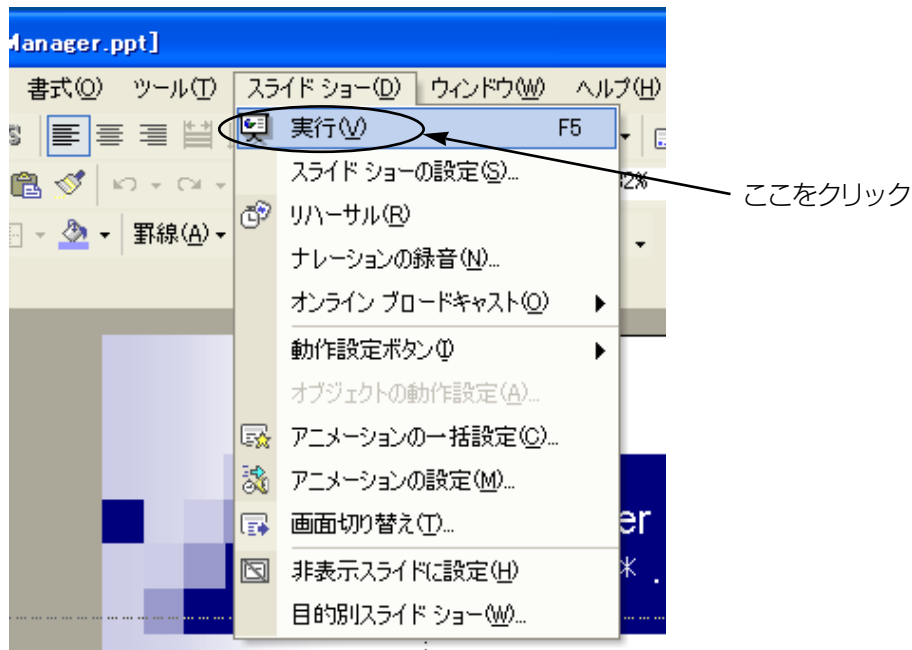 Manager.ppt]
書式(O) ツール(T) スライド ショー(D) ウィンドウ(W) ヘルプ(H)
実行(V) F5
スライド ショーの設定(S)...
2%
ここをクリック
リハーサル(R)
罫線(A)
ナレーションの録音(N)...
オンライン ブロードキャスト(O)
動作設定ボタン(I)
オブジェクトの動作設定(A)...
アニメーションの一括設定(C)...
アニメーションの設定(M)...
er
画面切り替え(T)...
* .
非表示スライドに設定(H)
目的別スライド ショー(W)...